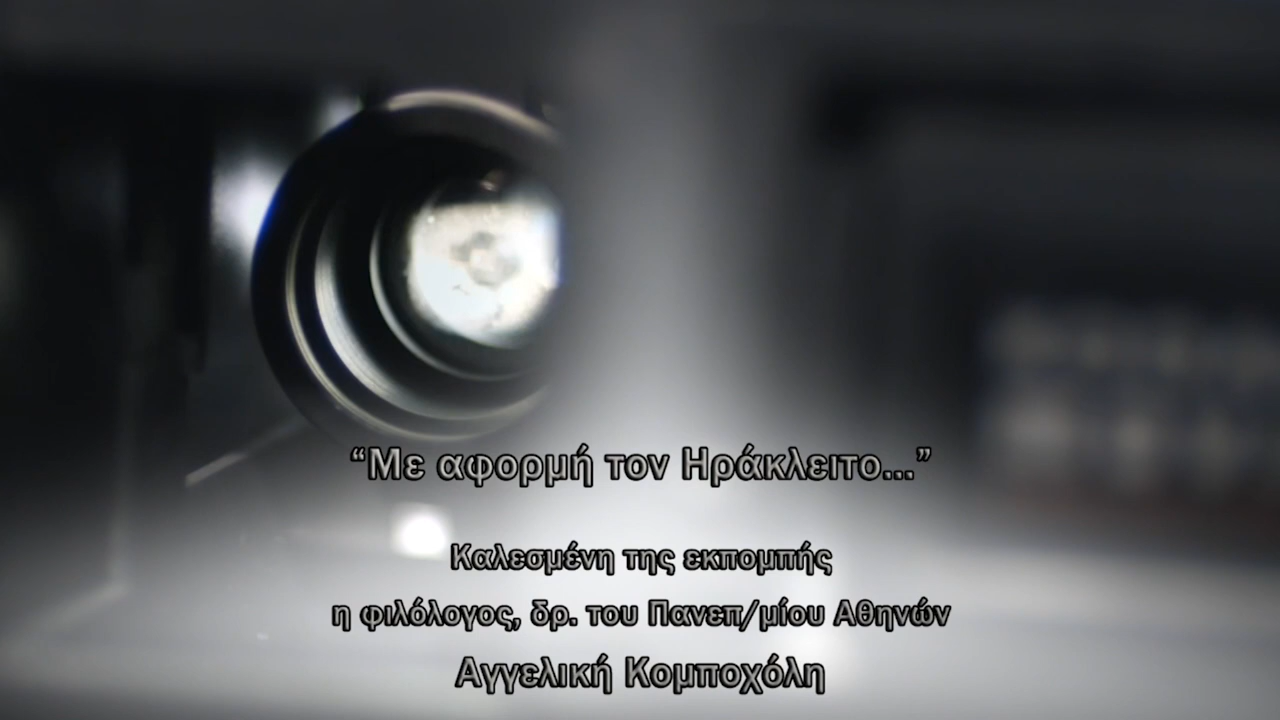 “Με αφορμή τον Ηράκλειτο...”
Καλεσμένη της εκπομπής
η φιλόλογος, δρ. του Πανεπ/μίου Αθηνών
Αγγελική Κομποχόλη